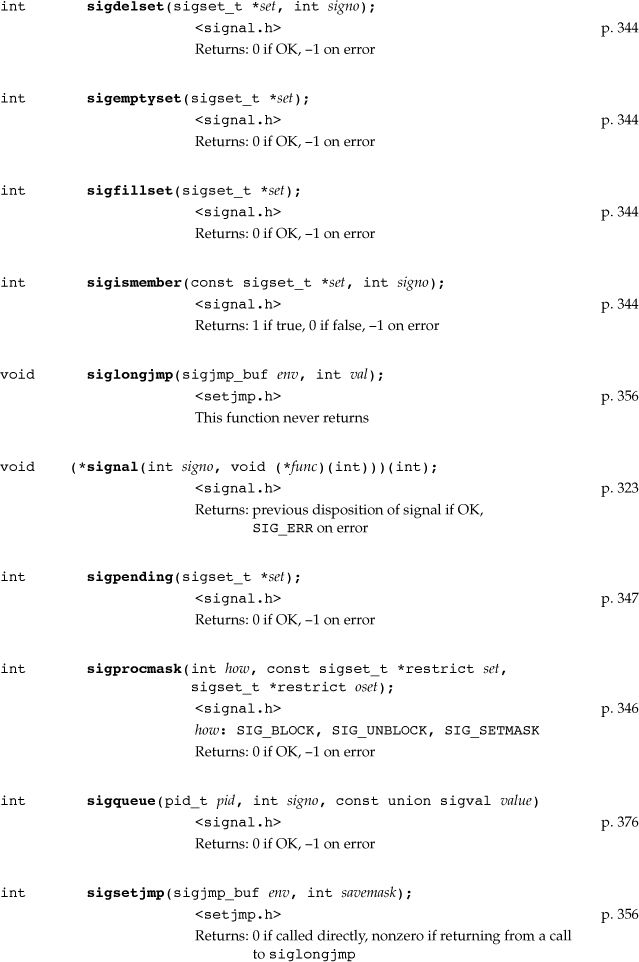 int sigdelset(sigset_t *set, int signo);
<signal.h> p. 344
Returns: 0 if OK, –1 on error
int sigemptyset(sigset_t *set);
<signal.h> p. 344
Returns: 0 if OK, –1 on error
int sigfillset(sigset_t *set);
<signal.h> p. 344
Returns: 0 if OK, –1 on error
int sigismember(const sigset_t *set, int signo);
<signal.h> p. 344
Returns: 1 if true, 0 if false, –1 on error
void siglongjmp(sigjmp_buf env, int val);
<setjmp.h> p. 356
This function never returns
void (*signal(int signo, void (*func)(int)))(int);
<signal.h> p. 323
Returns: previous disposition of signal if OK,
SIG_ERR on error
int sigpending(sigset_t *set);
<signal.h> p. 347
Returns: 0 if OK, –1 on error
int sigprocmask(int how, const sigset_t *restrict set,
sigset_t *restrict oset);
<signal.h> p. 346
how: SIG_BLOCK, SIG_UNBLOCK, SIG_SETMASK
Returns: 0 if OK, –1 on error
int sigqueue(pid_t pid, int signo, const union sigval value)
<signal.h> p. 376
Returns: 0 if OK, –1 on error
int sigsetjmp(sigjmp_buf env, int savemask);
<setjmp.h> p. 356
Returns: 0 if called directly, nonzero if returning from a call
to siglongjmp